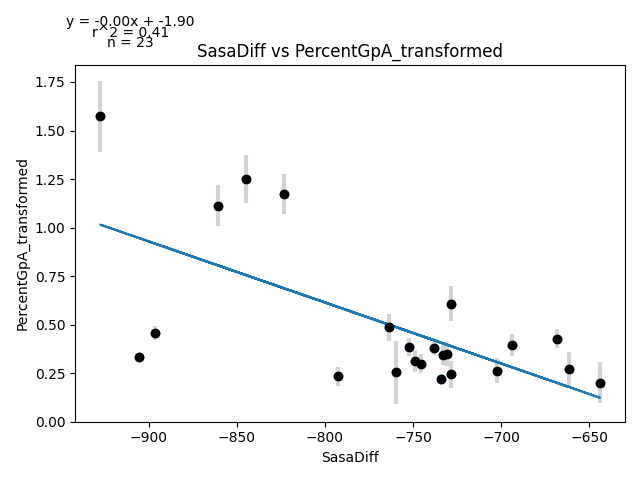 y = -0.00x + -1.90
r^2 = 0.41
n = 23
SasaDiff vs PercentGpA_transformed
PercentGpA_transformed
1.75
1.50
1.25
1.00
0.75
0.50
0.25
0.00
−900
−850
−800
−750
−700
−650
SasaDiff